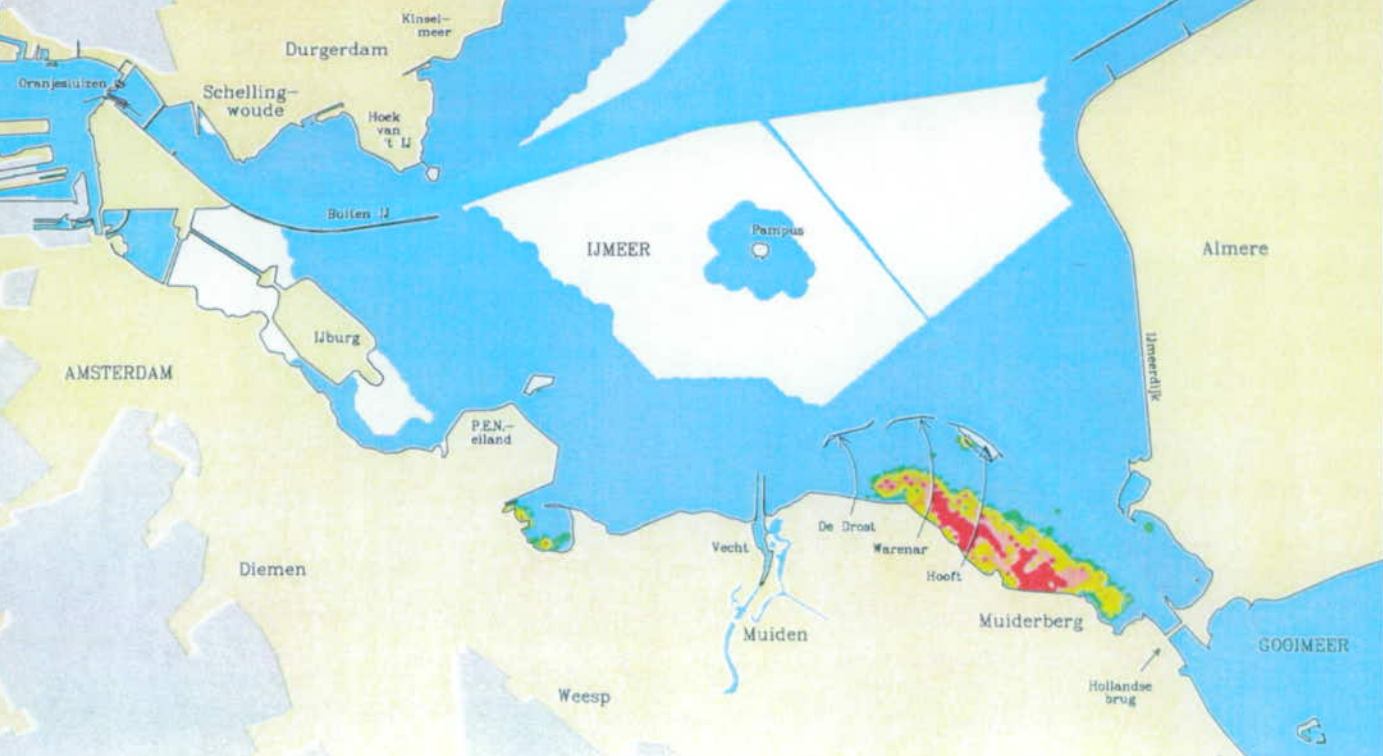 Kinsel-
meer
Durgerdam
Oranjesluizen
Schelling-
woude
Hoek
van
't IJ
Buiten IJ
Pampus
IJMEER
Almere
IJburg
IJmeerdijk
AMSTERDAM
P.E.N.-
eiland
De Drost
Vecht
Warenar
Diemen
Hooft
Muiderberg
Muiden
GOOIMEER
Hollandse
brug
Weesp